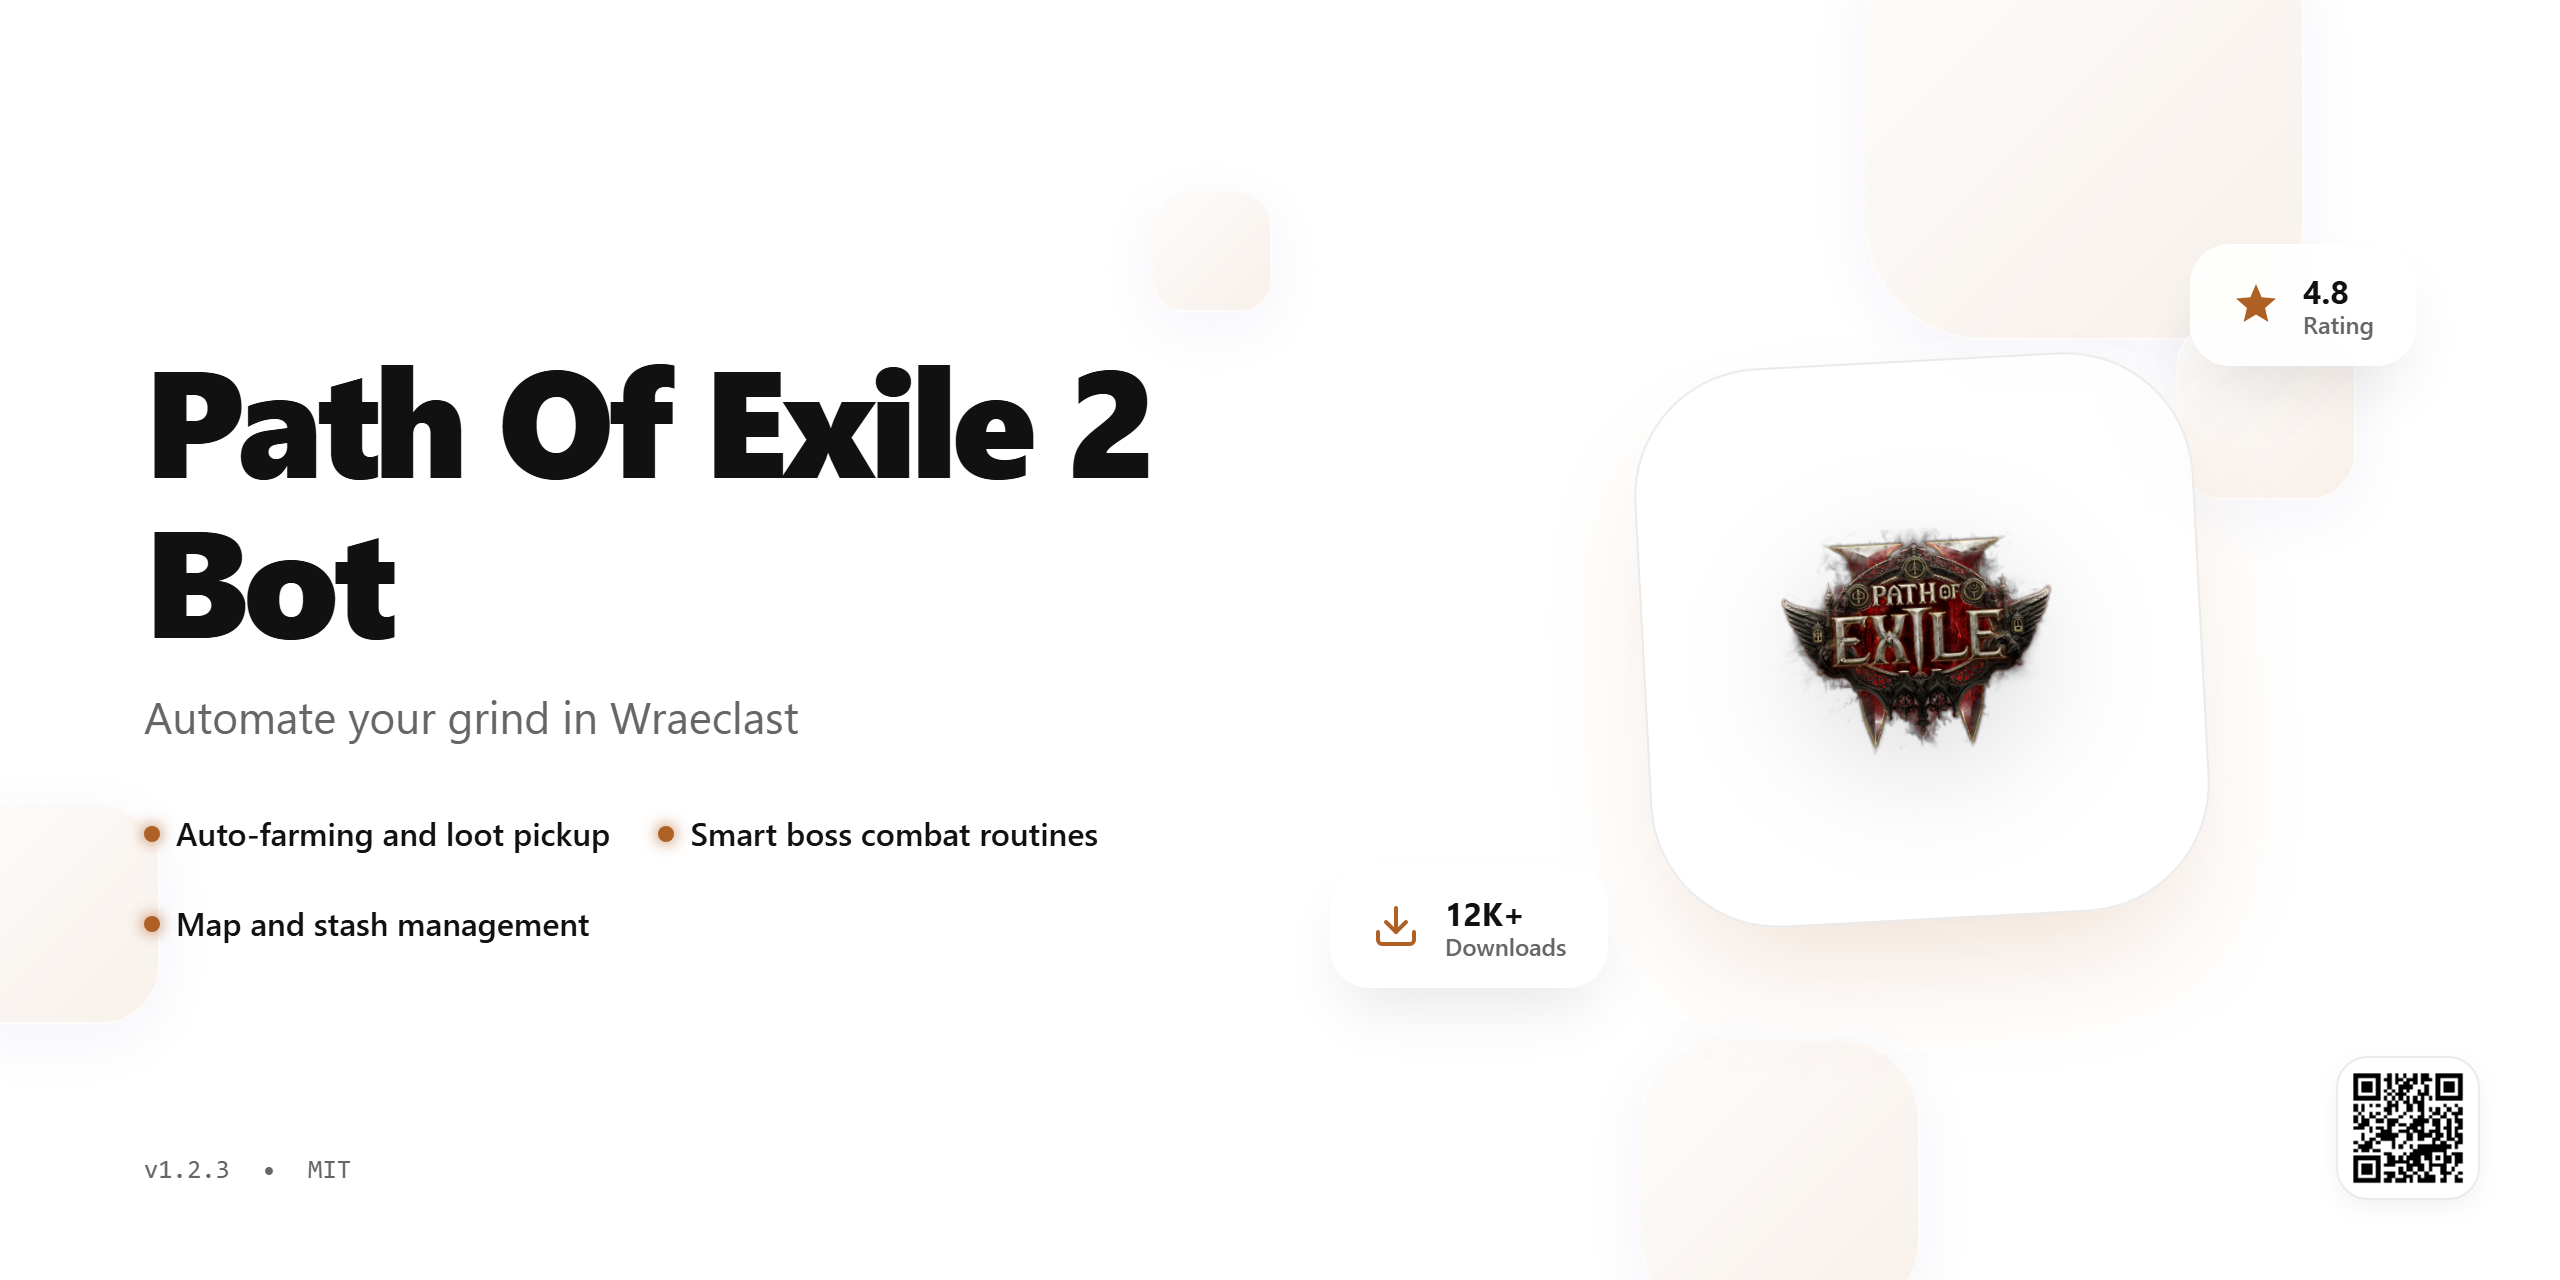 Path Of Exile 2
Bot
Automate your grind in Wraeclast
Auto-farming and loot pickup
Smart boss combat routines
Map and stash management
v1.2.3 • MIT
4.8
Rating
PATH OF
EXILE
12K+
Downloads